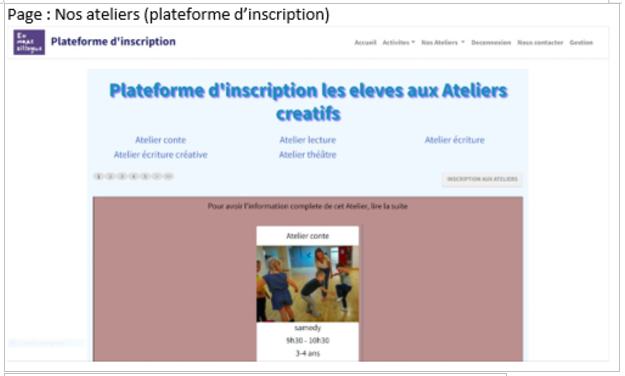 Page : Nos ateliers (plateforme d'inscription)
En
Plateforme d'inscription
Accueil Activites Nos Ateliers Deconnexion Nous contacter Gestion
Plateforme d'inscription les eleves aux Ateliers
creatifs
Atelier conte Atelier lecture Atelier écriture
Atelier écriture créative Atelier théâtre
INSCRIPTION AUX ATELIERS
Pour avoir l'information complete de cet Atelier, lire la suite
Atelier conte
samedy
9h30 - 10h30
3-4 ans